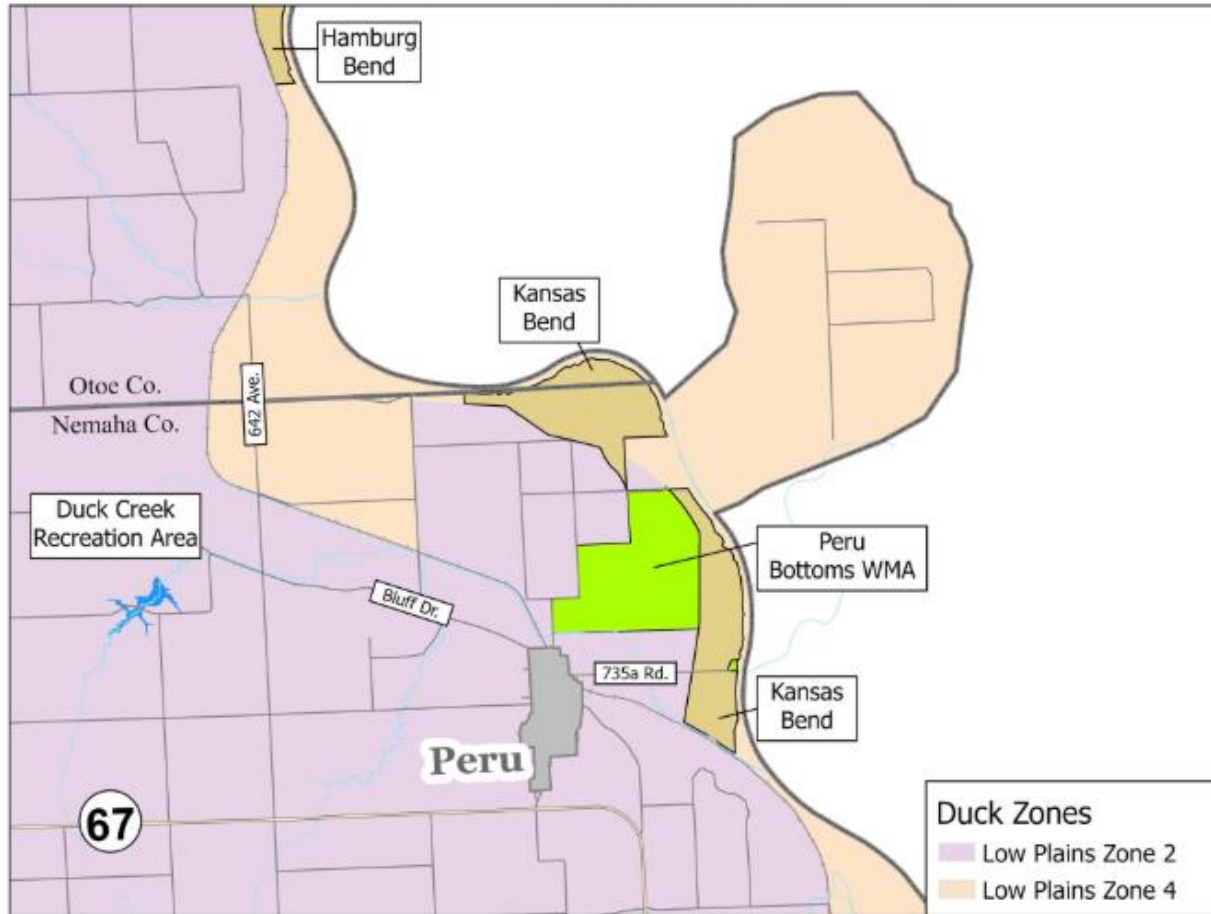 Hamburg
Bend
Kansas
Bend
Otoe Co.
Nemaha Co.
642 Ave.
Duck Creek
Recreation Area
Peru
Bottoms WMA
Bluff Dr.
735a Rd.
Kansas
Bend
Peru
67
Duck Zones
Low Plains Zone 2
Low Plains Zone 4